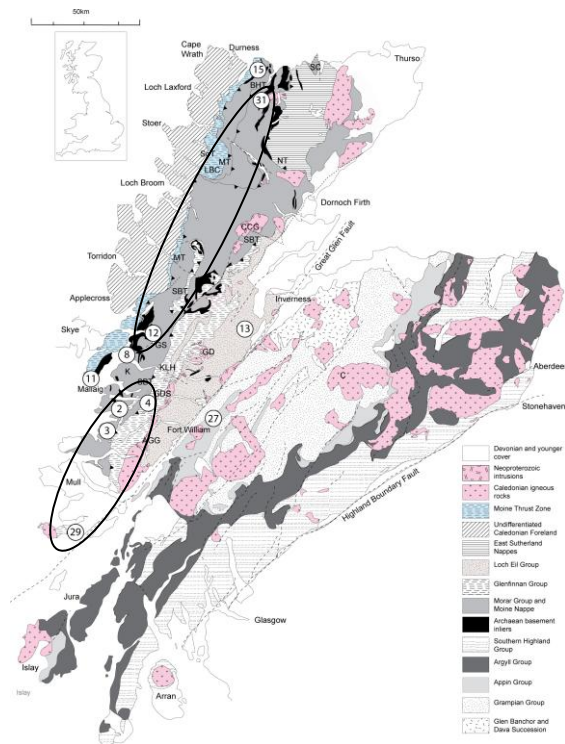 50km
Cape
Wrath
Durness
Thurso
15
BHT
SC
Loch Laxford
31
Stoer
MT
LBC
NT
Loch Broom
Dornoch Firth
CCG
SBT
Great Glen Fault
Torridon
MT
SBT
Inverness
Applecross
Skye
13
12
GS
8
GD
KLH
11
K
Mallaig
C
Aberdeen
Stonehaven
2
4
27
3
Fort William
AGG
Mull
Highland Boundary Fault
29
Jura
Glasgow
Islay
Islay
Arran
Devonian and younger
cover
Neoproterozoic
intrusions
Caledonian igneous
rocks
Moine Thrust Zone
Undifferentiated
Caledonian Foreland
East Sutherland
Nappes
Loch Eil Group
Glenfinnan Group
Morar Group and
Moine Nappe
Archaean basement
inliers
Southern Highland
Group
Argyll Group
Appin Group
Grampian Group
Glen Banchor and
Dava Succession